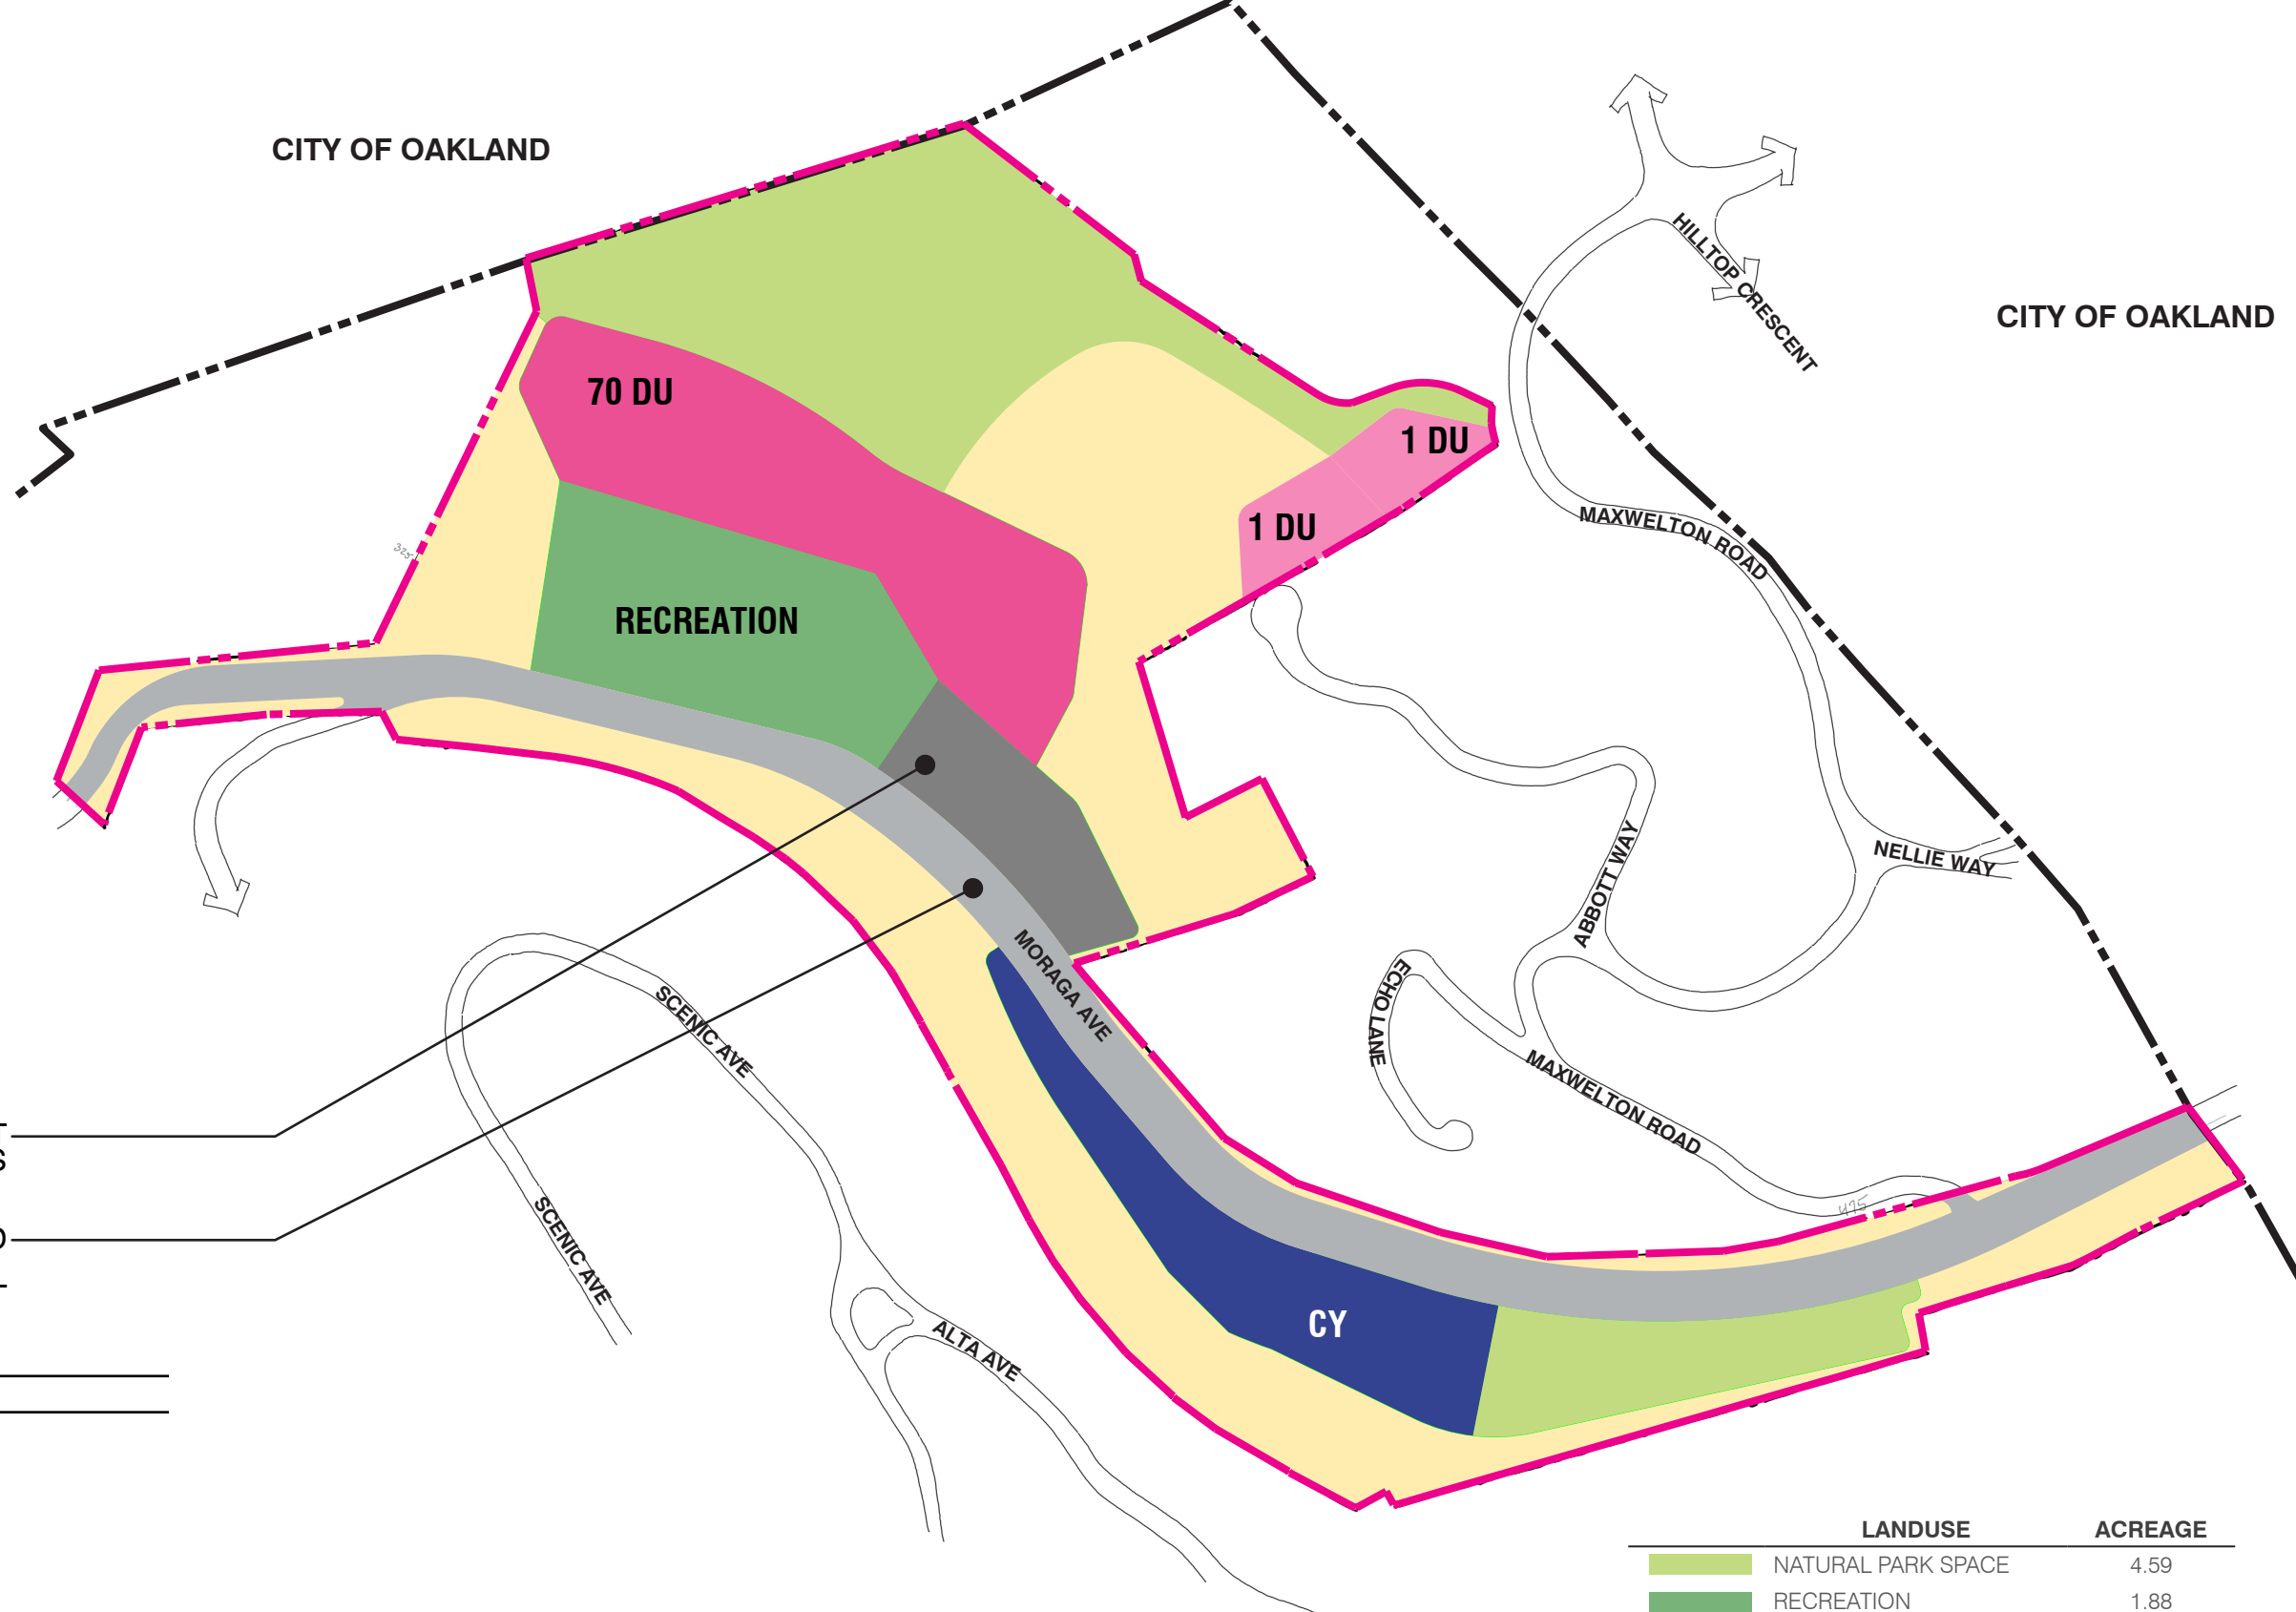 CITY OF OAKLAND
HILLTOP CRESCENT
CITY OF OAKLAND
70 DU
1 DU
1 DU
MAXWELTON ROAD
325
RECREATION
NELLIE WAY
ABBOTT WAY
MORAGA AVE
ECHO LANE
SCENIC AVE
MAXWELTON ROAD
475
SCENIC AVE
CY
ALTA AVE
LANDUSE ACREAGE
NATURAL PARK SPACE 4.59
RECREATION 1.88